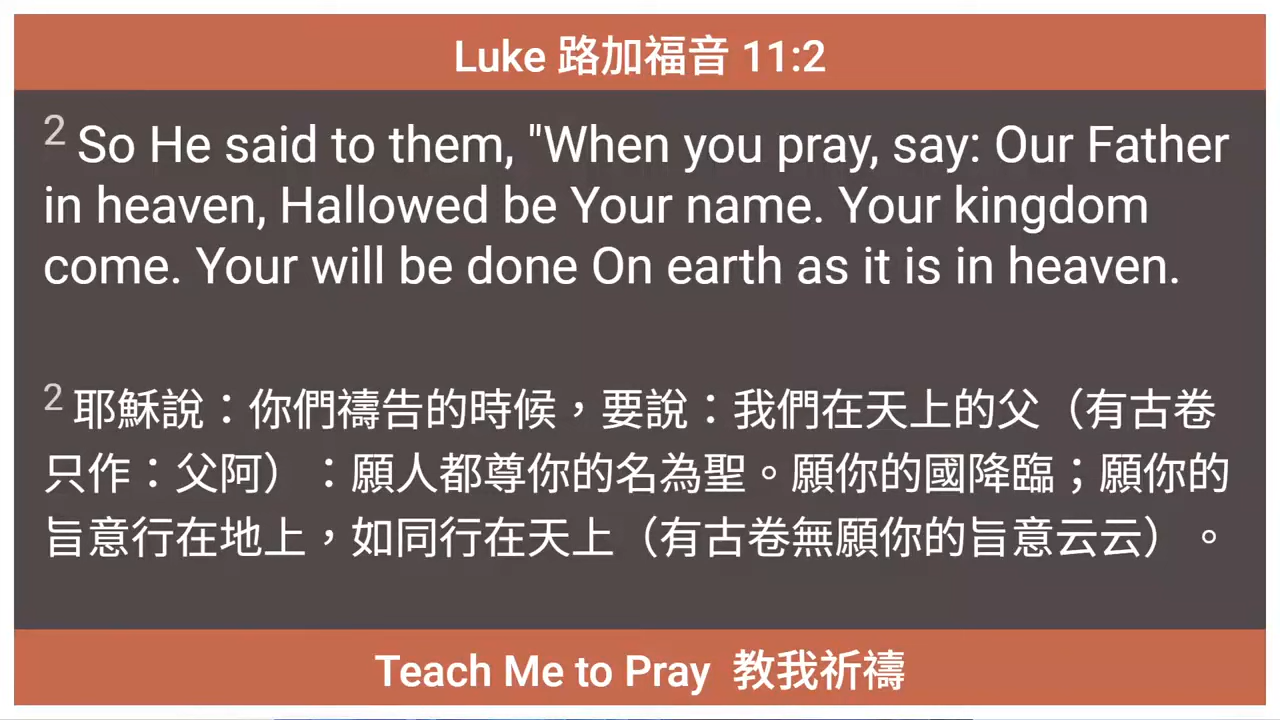 Luke 路加福音 11:2
2 So He said to them, "When you pray, say: Our Father
in heaven, Hallowed be Your name. Your kingdom
come. Your will be done On earth as it is in heaven.
2 耶穌說：你們禱告的時候，要說：我們在天上的父（有古卷
只作：父阿）：願人都尊你的名為聖。願你的國降臨；願你的
旨意行在地上，如同行在天上（有古卷無願你的旨意云云）。
Teach Me to Pray 教我祈禱